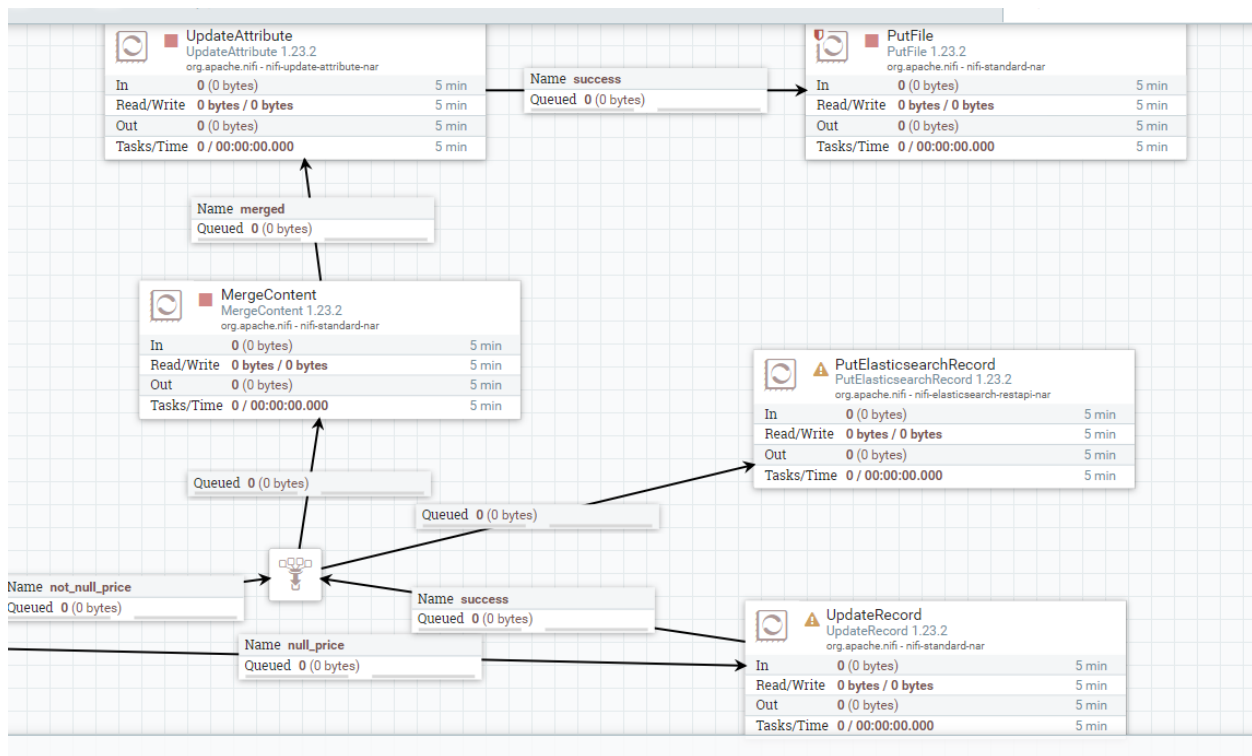 UpdateAttribute
UpdateAttribute 1.23.2
org.apache.nifi - nifi-update-attribute-nar
In 0 (0 bytes) 5 min
Read/Write 0 bytes / 0 bytes 5 min
Out 0 (0 bytes) 5 min
Tasks/Time 0 / 00:00:00.000 5 min
Name success
Queued 0 (0 bytes)
PutFile
PutFile 1.23.2
org.apache.nifi - nifi-standard-nar
In 0 (0 bytes) 5 min
Read/Write 0 bytes / 0 bytes 5 min
Out 0 (0 bytes) 5 min
Tasks/Time 0 / 00:00:00.000 5 min
Name merged
Queued 0 (0 bytes)
MergeContent
MergeContent 1.23.2
org.apache.nifi - nifi-standard-nar
In 0 (0 bytes) 5 min
Read/Write 0 bytes / 0 bytes 5 min
Out 0 (0 bytes) 5 min
Tasks/Time 0 / 00:00:00.000 5 min
PutElasticsearchRecord
PutElasticsearchRecord 1.23.2
org.apache.nifi - nifi-elasticsearch-restapi-nar
In 0 (0 bytes) 5 min
Read/Write 0 bytes / 0 bytes 5 min
Out 0 (0 bytes) 5 min
Tasks/Time 0 / 00:00:00.000 5 min
Queued 0 (0 bytes)
Queued 0 (0 bytes)
Name not_null_price
Queued 0 (0 bytes)
Name success
Queued 0 (0 bytes)
Name null_price
Queued 0 (0 bytes)
UpdateRecord
UpdateRecord 1.23.2
org.apache.nifi - nifi-standard-nar
In 0 (0 bytes) 5 min
Read/Write 0 bytes / 0 bytes 5 min
Out 0 (0 bytes) 5 min
Tasks/Time 0 / 00:00:00.000 5 min